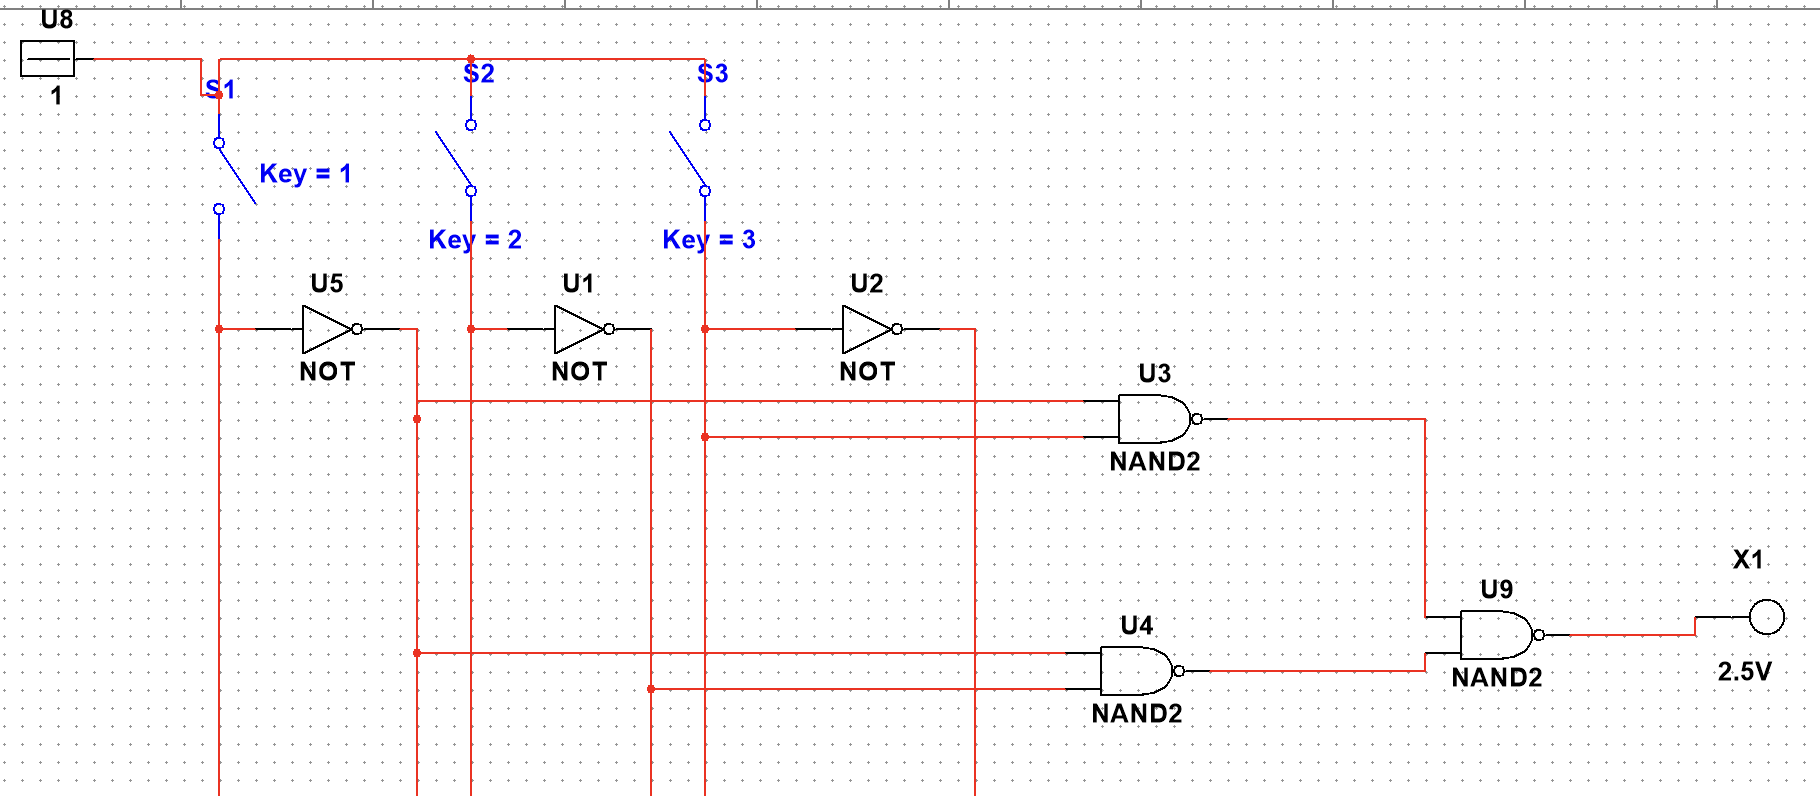 U8
1
S1
S2
S3
Key = 1
Key = 2
Key = 3
U5
NOT
U1
NOT
U2
NOT
U3
NAND2
U4
NAND2
U9
NAND2
X1
2.5V